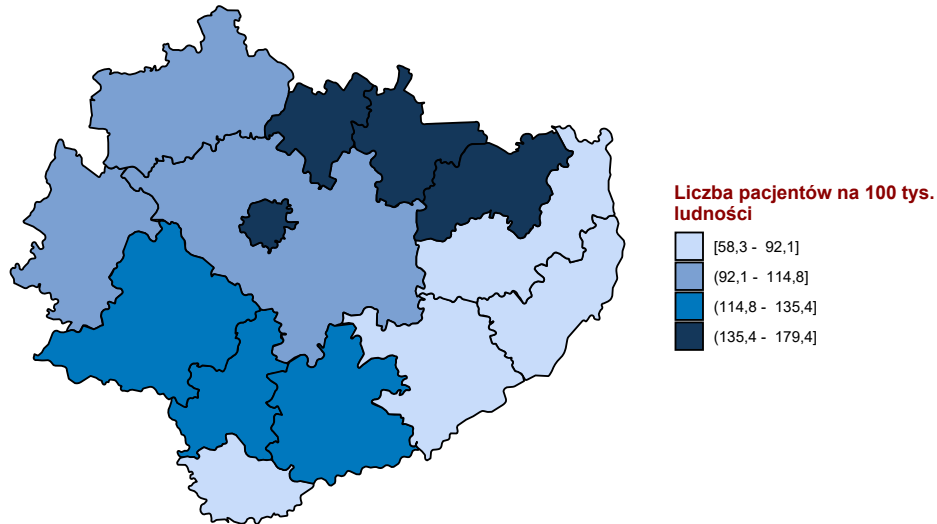 Liczba pacjentów na 100 tys.
ludności
[58,3 - 92,1]
(92,1 - 114,8]
(114,8 - 135,4]
(135,4 - 179,4]